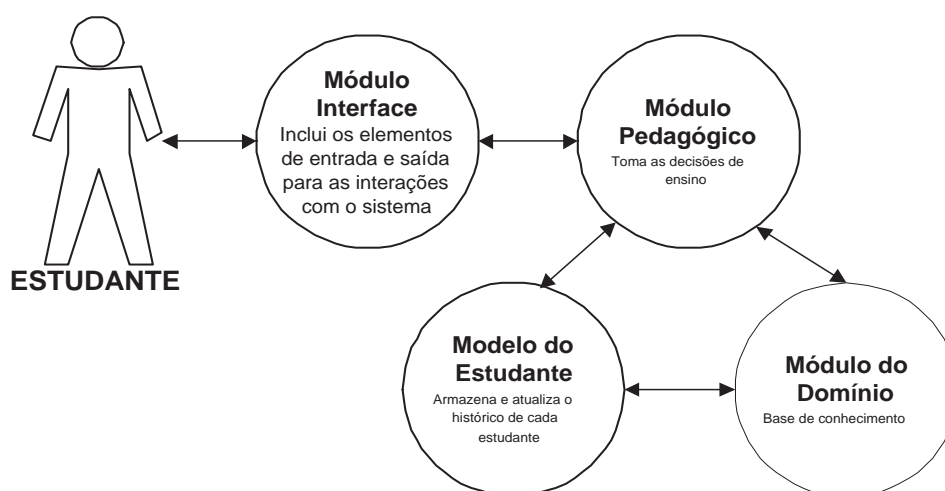 Módulo
Interface
Inclui os elementos
de entrada e saída
para as interações
com o sistema
Módulo
Pedagógico
Toma as decisões de
ensino
ESTUDANTE
Modelo do
Estudante
Armazena e atualiza o
histórico de cada
estudante
Módulo do
Domínio
Base de conhecimento